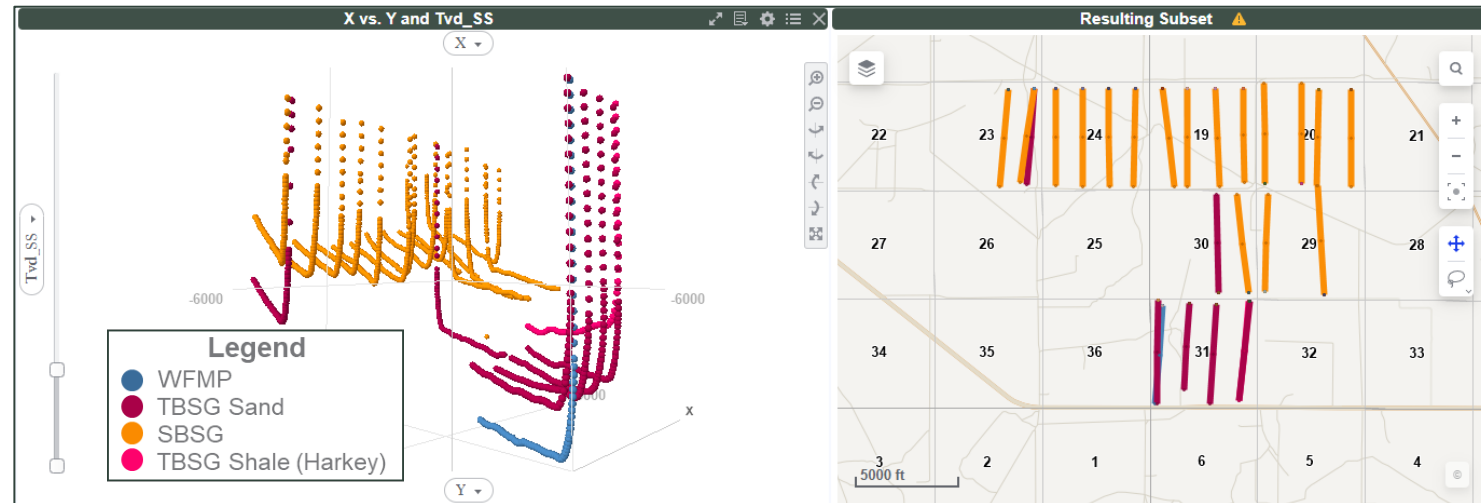 X vs. Y and Tvd_SS
X
Tvd_SS
-6000
-6000
x
Y
Legend
WFMP
TBSG Sand
SBSG
TBSG Shale (Harkey)
Resulting Subset
22 23 24 19 20 21
27 26 25 30 29 28
34 35 36 31 32 33
3 2 1 6 5 4
5000 ft
©